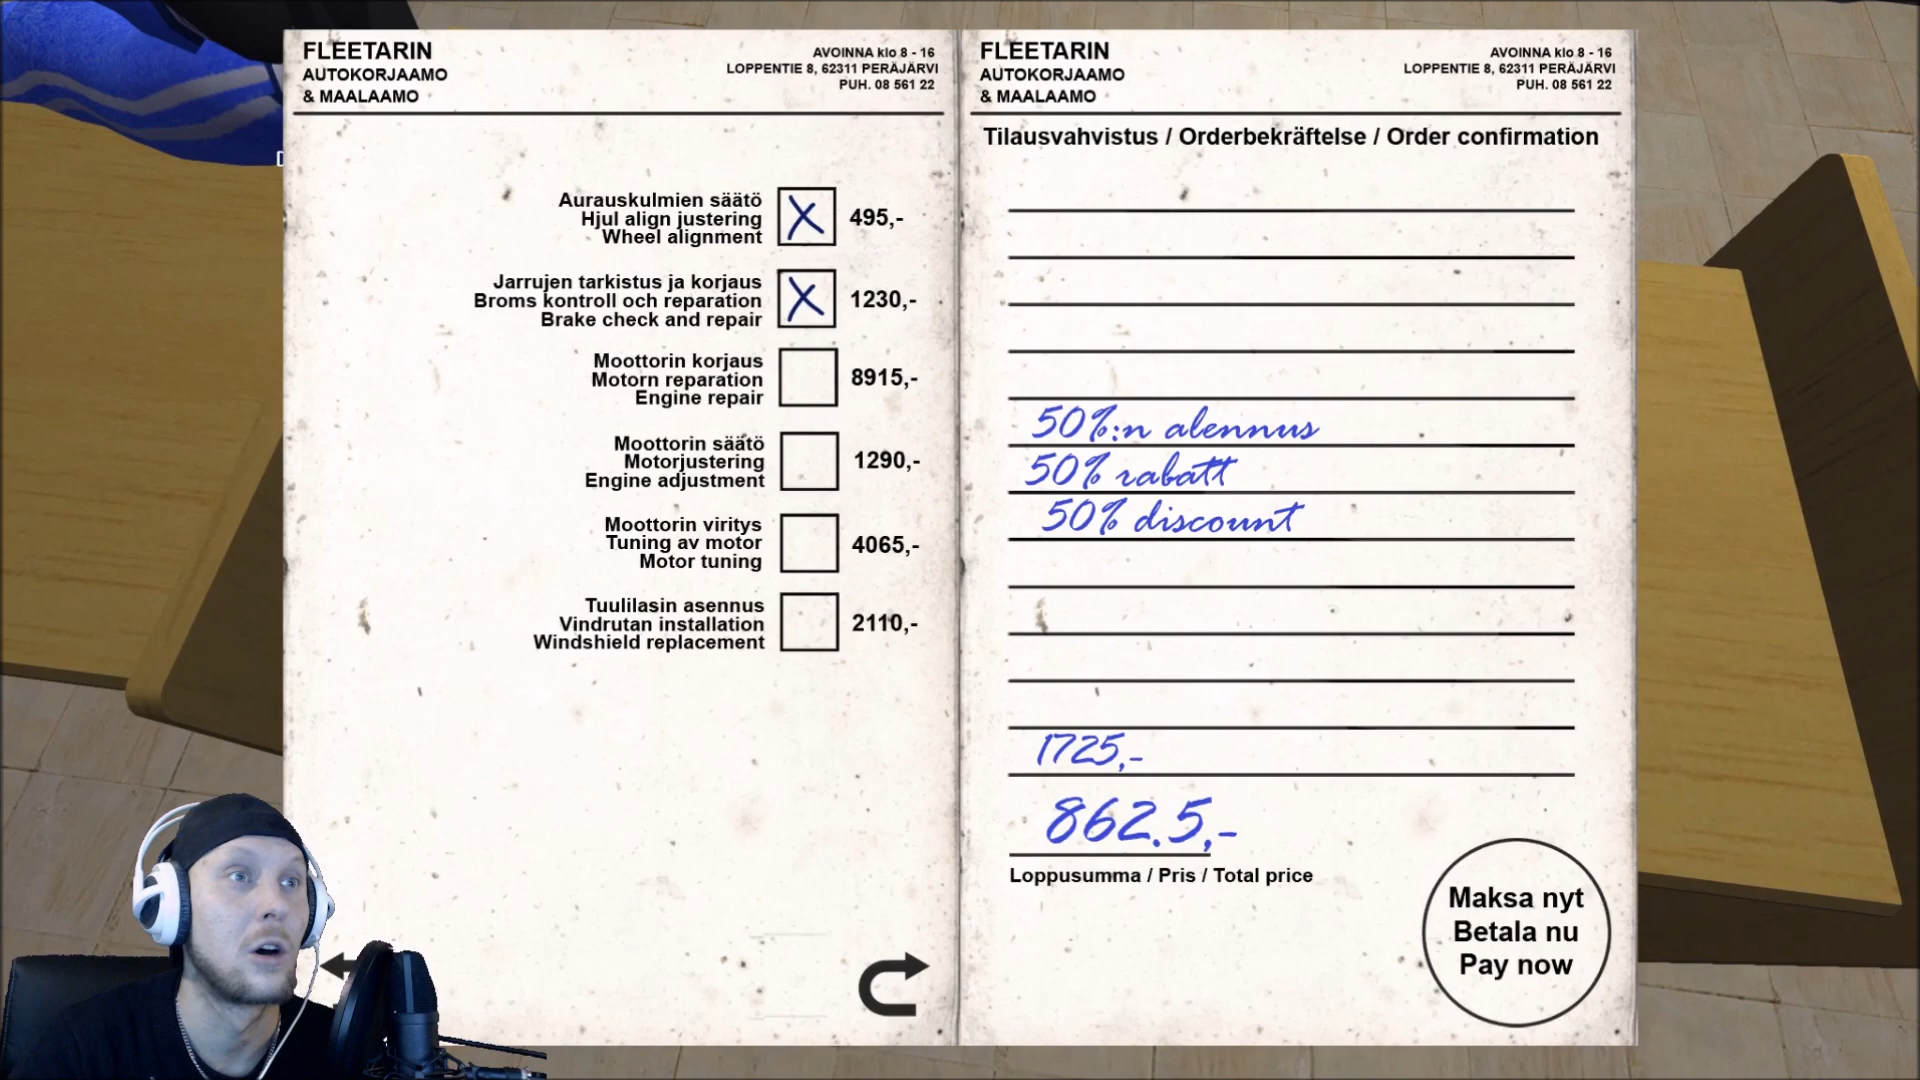 FLEETARIN
AUTOKORJAAMO
& MAALAAMO
AVOINNA klo 8 - 16
LOPPENTIE 8, 62311 PERÄJÄRVI
PUH. 08 561 22
Aurauskulmien säätö
Hjul align justering
Wheel alignment
495,-
Jarrujen tarkistus ja korjaus
Broms kontroll och reparation
Brake check and repair
1230,-
Moottorin korjaus
Motorn reparation
Engine repair
8915,-
Moottorin säätö
Motorjustering
Engine adjustment
1290,-
Moottorin viritys
Tuning av motor
Motor tuning
4065,-
Tuulilasin asennus
Vindrutan installation
Windshield replacement
2110,-
FLEETARIN
AUTOKORJAAMO
& MAALAAMO
AVOINNA klo 8 - 16
LOPPENTIE 8, 62311 PERÄJÄRVI
PUH. 08 561 22
Tilausvahvistus / Orderbekräftelse / Order confirmation
50%:n alennus
50% rabatt
50% discount
1725,-
862.5,-
Loppusumma / Pris / Total price
Maksa nyt
Betala nu
Pay now